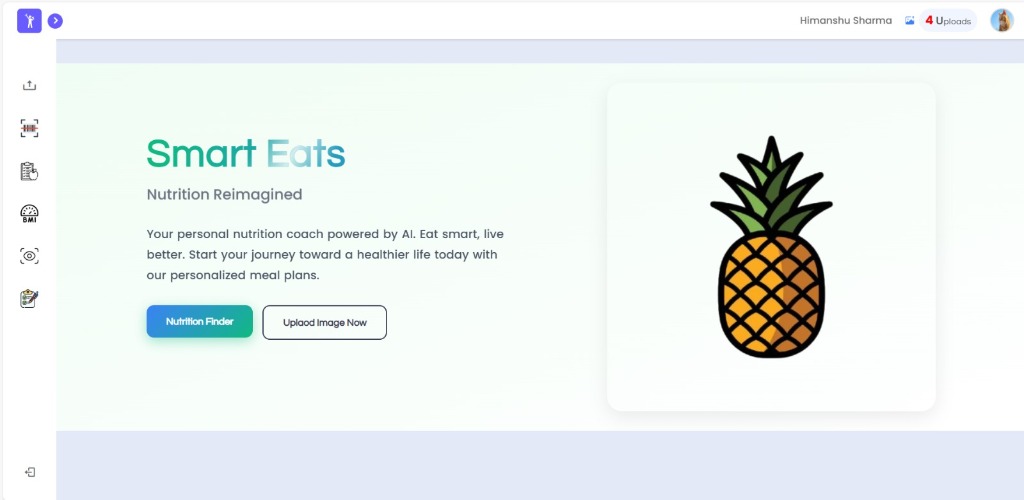 Himanshu Sharma
4 Uploads
BMI
Smart Eats
Nutrition Reimagined
Your personal nutrition coach powered by AI. Eat smart, live
better. Start your journey toward a healthier life today with
our personalized meal plans.
Nutrition Finder
Uplaod Image Now